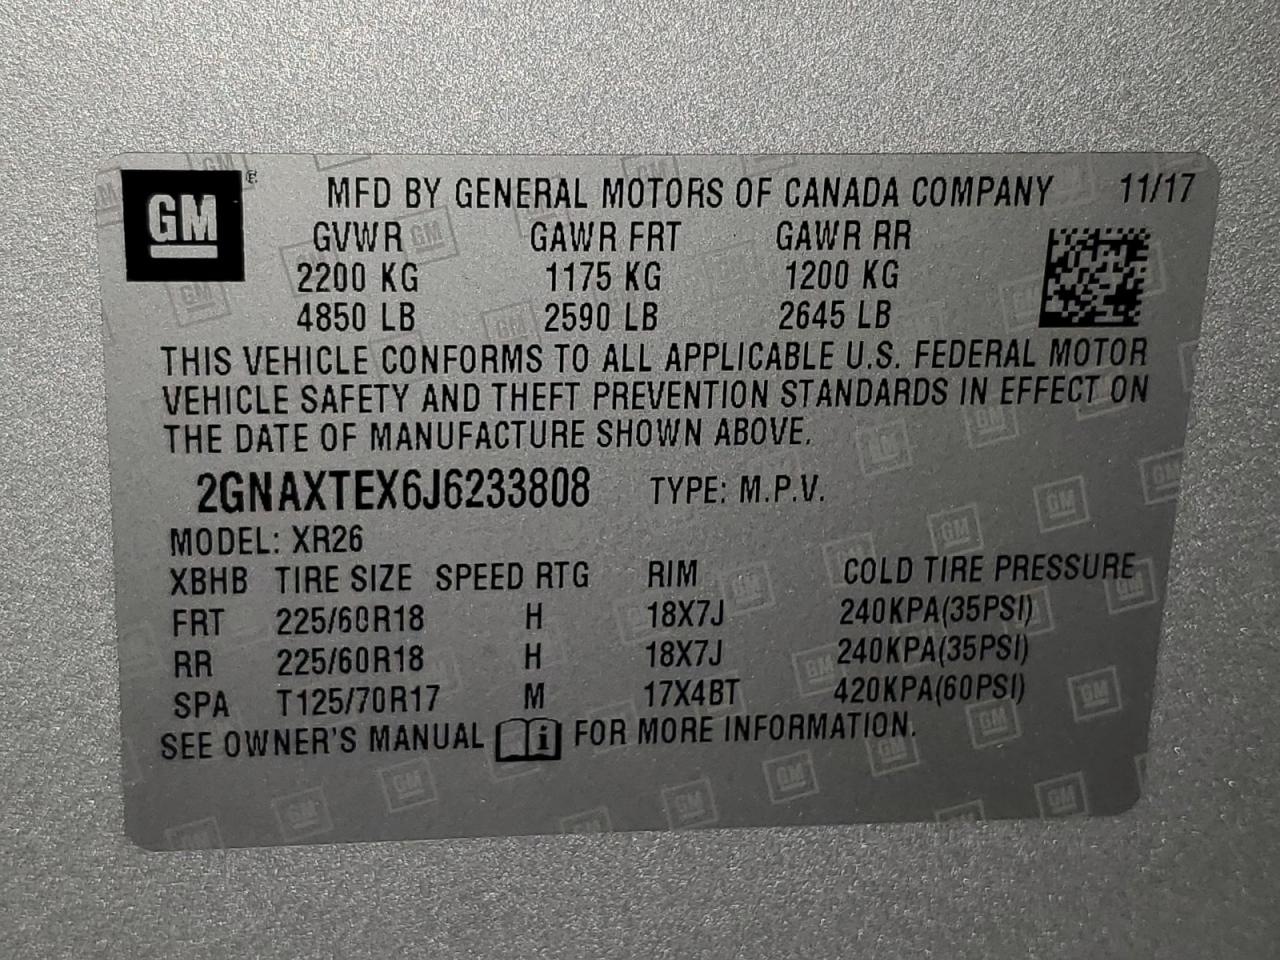 GM MFD BY GENERAL MOTORS OF CANADA COMPANY 11/17
GVWR GAWR FRT GAWR RR
2200 KG 1175 KG 1200 KG
4850 LB 2590 LB 2645 LB
THIS VEHICLE CONFORMS TO ALL APPLICABLE U.S. FEDERAL MOTOR
VEHICLE SAFETY AND THEFT PREVENTION STANDARDS IN EFFECT ON
THE DATE OF MANUFACTURE SHOWN ABOVE.
2GNAXTEX6J6233808 TYPE: M.P.V.
MODEL: XR26
XBHB TIRE SIZE SPEED RTG RIM COLD TIRE PRESSURE
FRT 225/60R18 H 18X7J 240KPA(35PSI)
RR 225/60R18 H 18X7J 240KPA(35PSI)
SPA T125/70R17 M 17X4BT 420KPA(60PSI)
SEE OWNER'S MANUAL i FOR MORE INFORMATION.